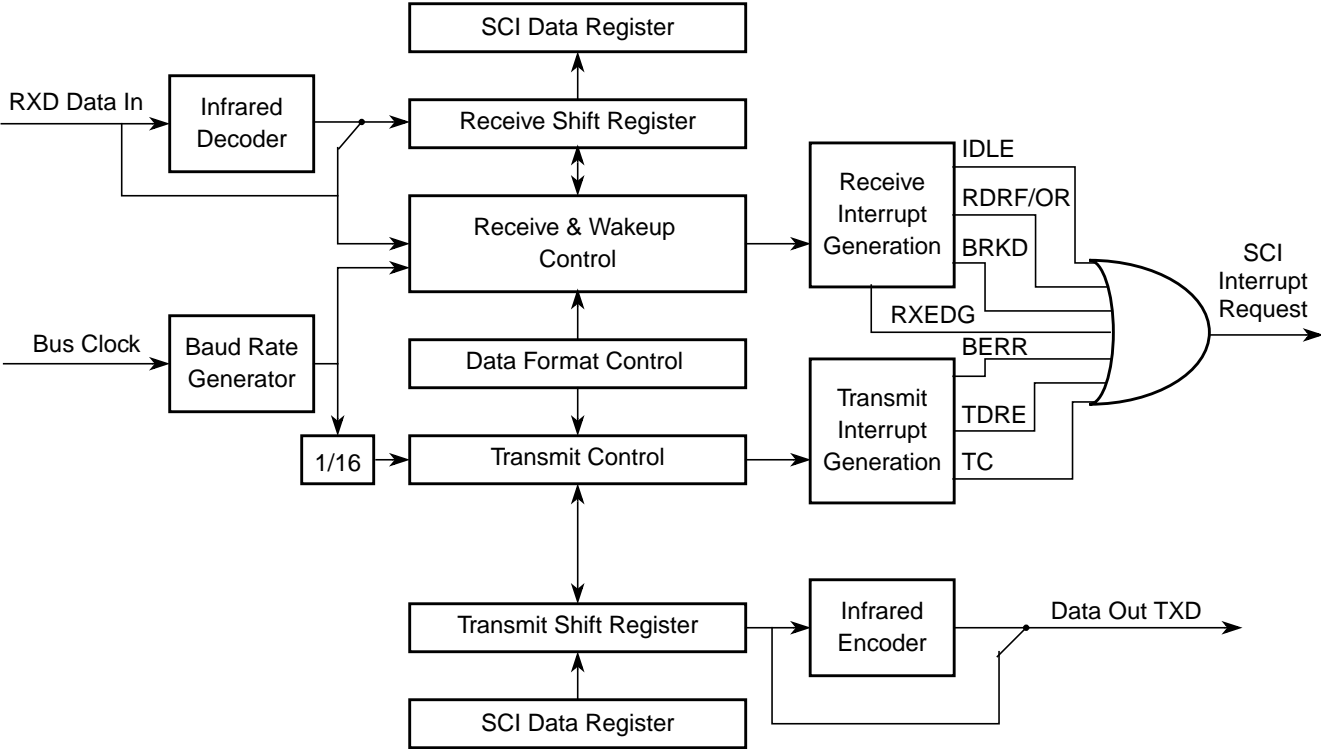 SCI Data Register
RXD Data In
Infrared
Decoder
Receive Shift Register
Receive & Wakeup
Control
Receive
Interrupt
Generation
IDLE
RDRF/OR
BRKD
RXEDG
SCI
Interrupt
Request
Bus Clock
Baud Rate
Generator
Data Format Control
1/16
Transmit Control
Transmit
Interrupt
Generation
BERR
TDRE
TC
Transmit Shift Register
Infrared
Encoder
Data Out TXD
SCI Data Register